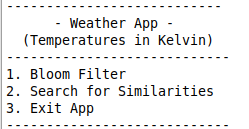 ---------------------------
- Weather App -
(Temperatures in Kelvin)
----------------------------
1. Bloom Filter
2. Search for Similarities
3. Exit App
----------------------------